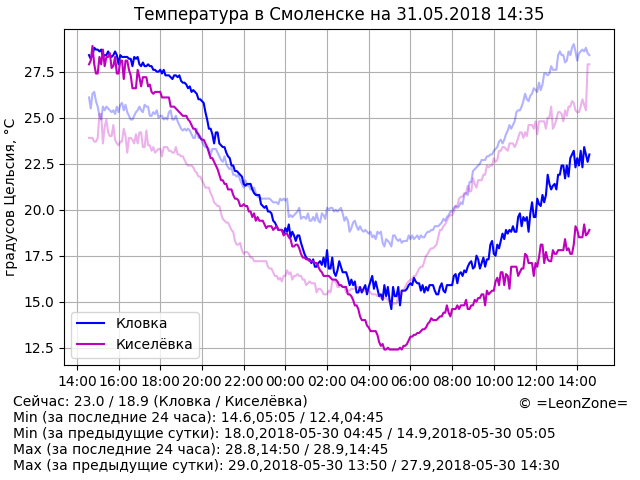 Температура в Смоленске на 31.05.2018 14:35
градусов Цельсия, °C
27.5
25.0
22.5
20.0
17.5
15.0
12.5
Кловка
Киселёвка
14:00 16:00 18:00 20:00 22:00 00:00 02:00 04:00 06:00 08:00 10:00 12:00 14:00
Сейчас: 23.0 / 18.9 (Кловка / Киселёвка)
© =LeonZone=
Min (за последние 24 часа): 14.6,05:05 / 12.4,04:45
Min (за предыдущие сутки): 18.0,2018-05-30 04:45 / 14.9,2018-05-30 05:05
Max (за последние 24 часа): 28.8,14:50 / 28.9,14:45
Max (за предыдущие сутки): 29.0,2018-05-30 13:50 / 27.9,2018-05-30 14:30